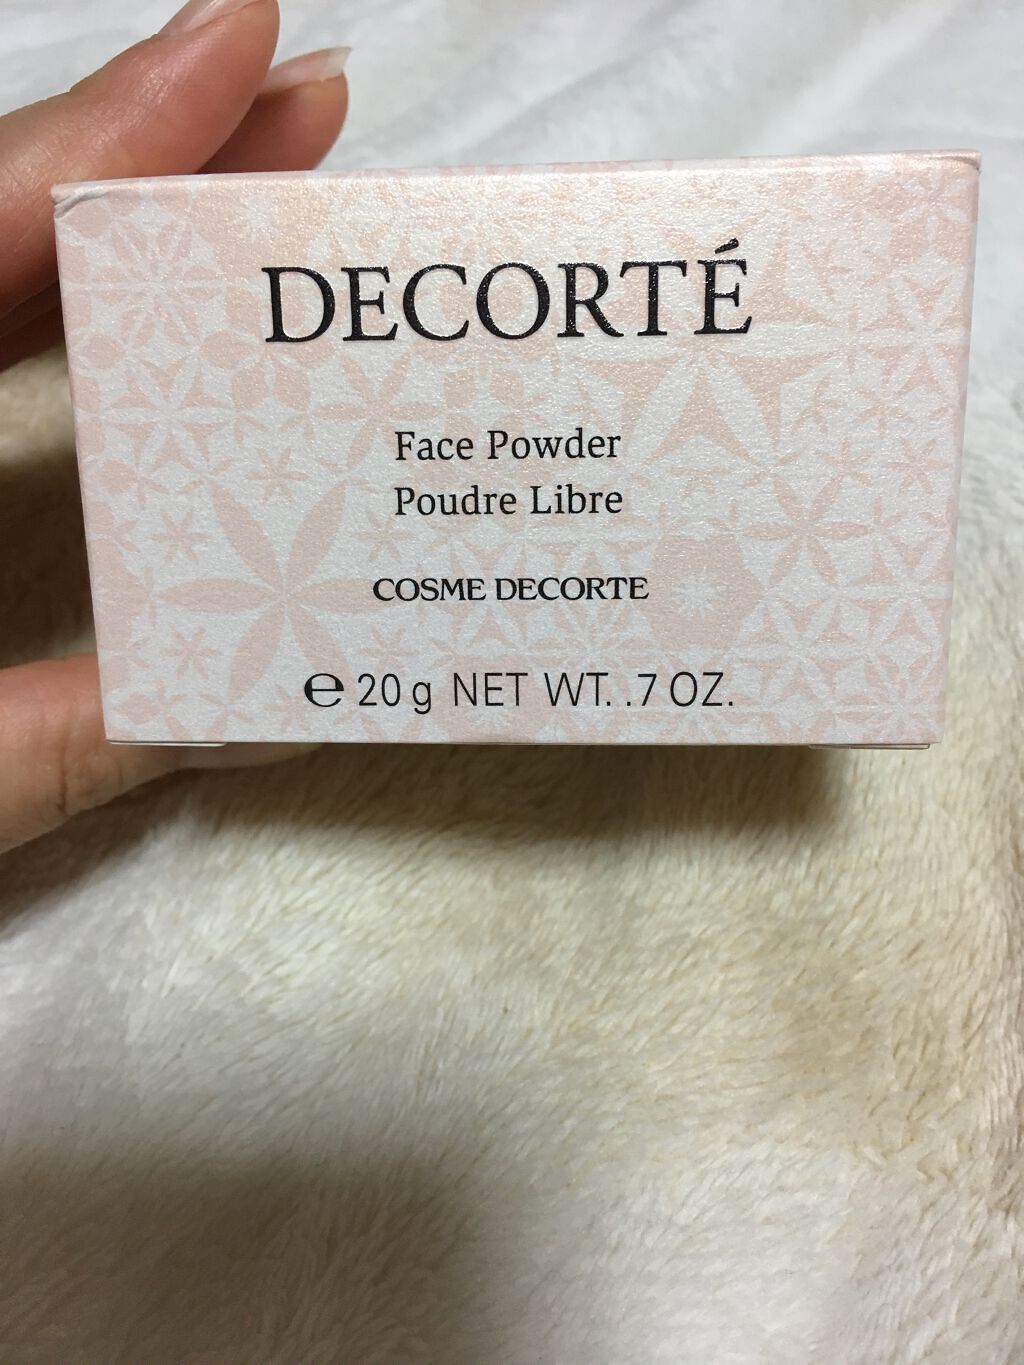 DECORTÉ
Face Powder
Poudre Libre
COSME DECORTE
℮ 20 g NET WT. .7 OZ.